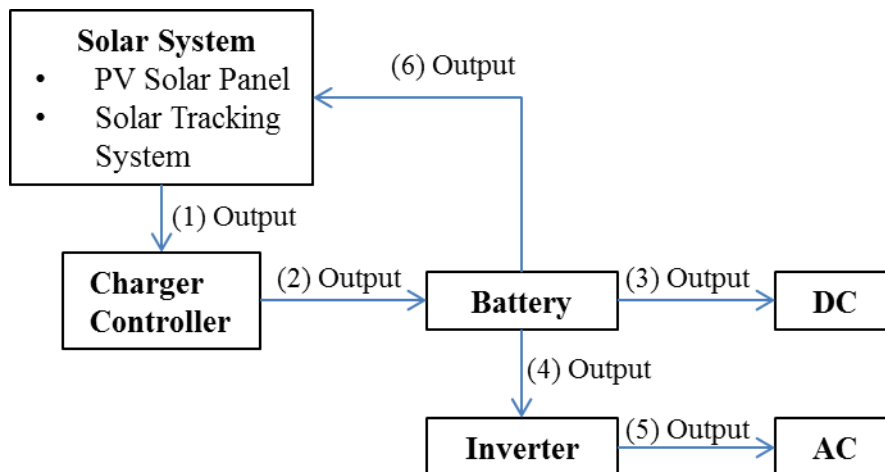 Solar System
• PV Solar Panel
• Solar Tracking
System
(6) Output
(1) Output
Charger
Controller
(2) Output
Battery
(3) Output
DC
(4) Output
Inverter
(5) Output
AC